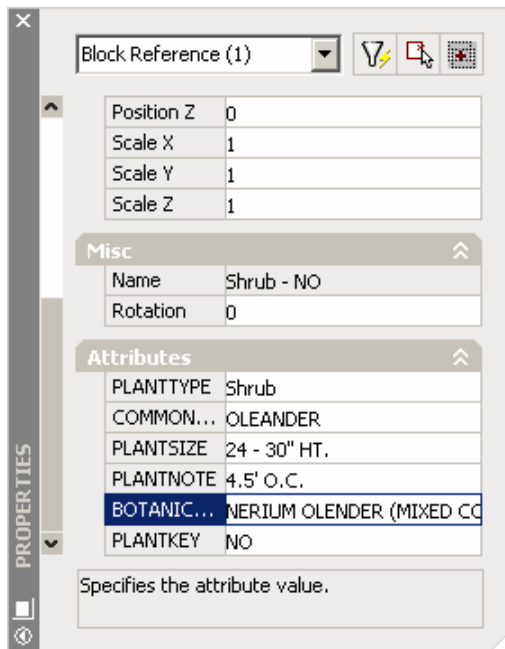 Block Reference (1)
Position Z 0
Scale X 1
Scale Y 1
Scale Z 1
Misc
Name Shrub - NO
Rotation 0
Attributes
PLANTTYPE Shrub
COMMON... OLEANDER
PLANTSIZE 24 - 30" HT.
PLANTNOTE 4.5' O.C.
BOTANIC... NERIUM OLENDER (MIXED CO
PLANTKEY NO
Specifies the attribute value.
PROPERTIES